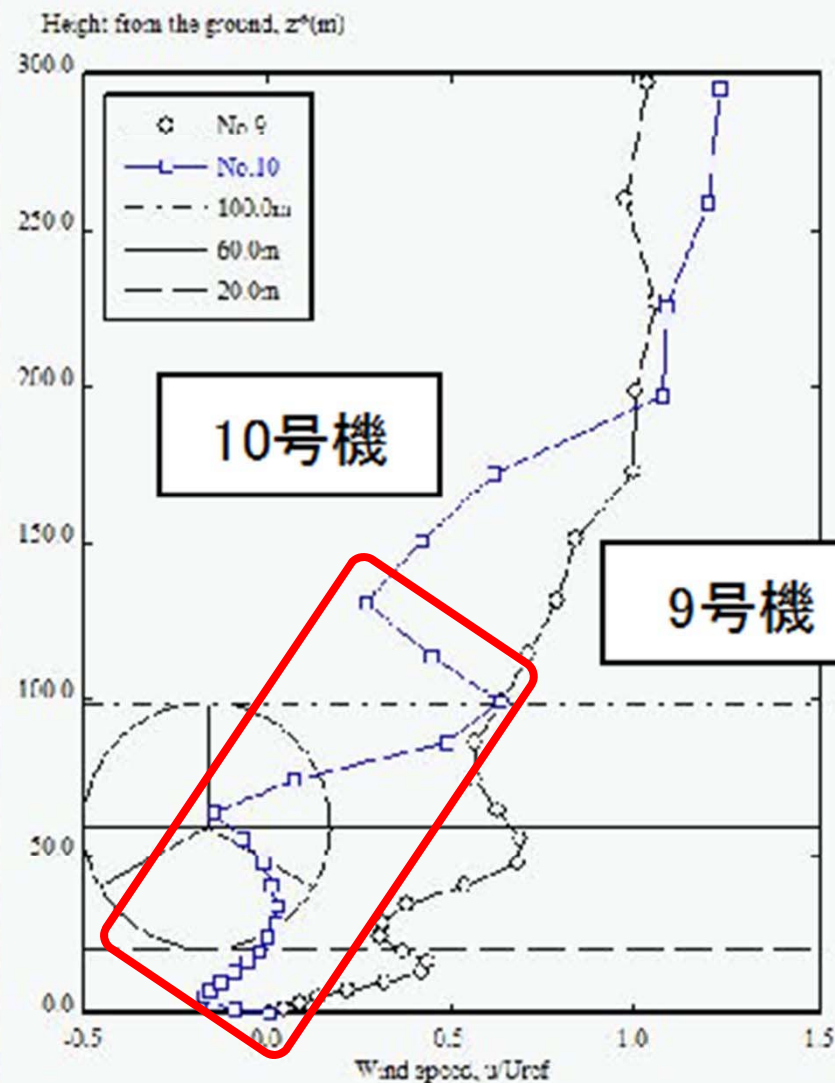 Height from the ground, z*(m)
300.0
No.9
No.10
100.0m
60.0m
20.0m
250.0
200.0
10号機
150.0
9号機
100.0
50.0
0.0
-0.5 0.0 0.5 1.0 1.5
Wind speed, u/Uref